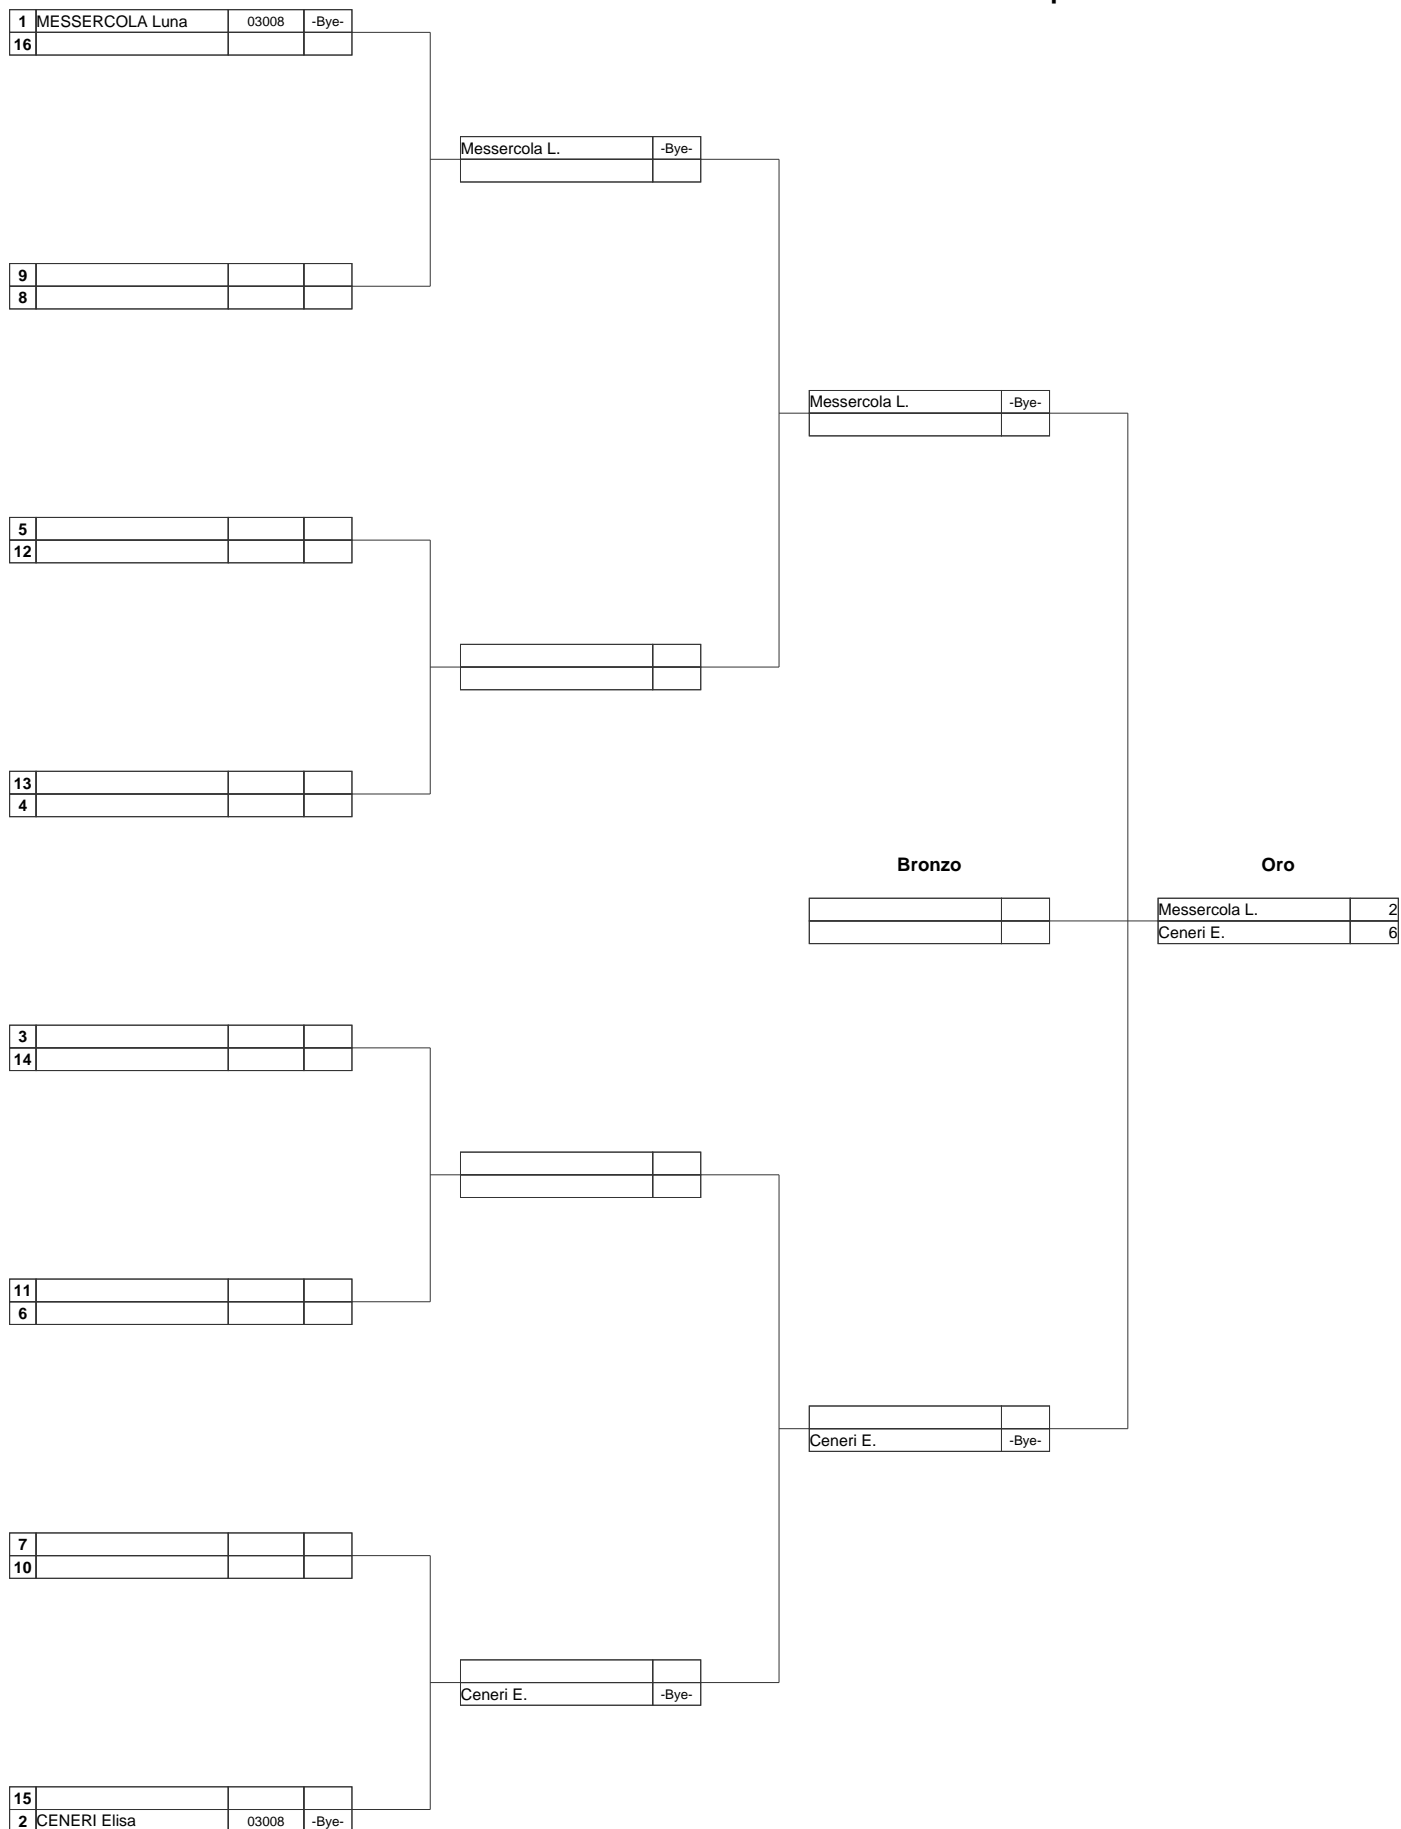 1 MESSERCOLA Luna 03008 -Bye-
16
Messercola L. -Bye-
9
8
Messercola L. -Bye-
5
12
13
4
Bronzo Oro
Messercola L. 2
Ceneri E. 6
3
14
11
6
Ceneri E. -Bye-
7
10
Ceneri E. -Bye-
15
2 CENERI Elisa 03008 -Bye-